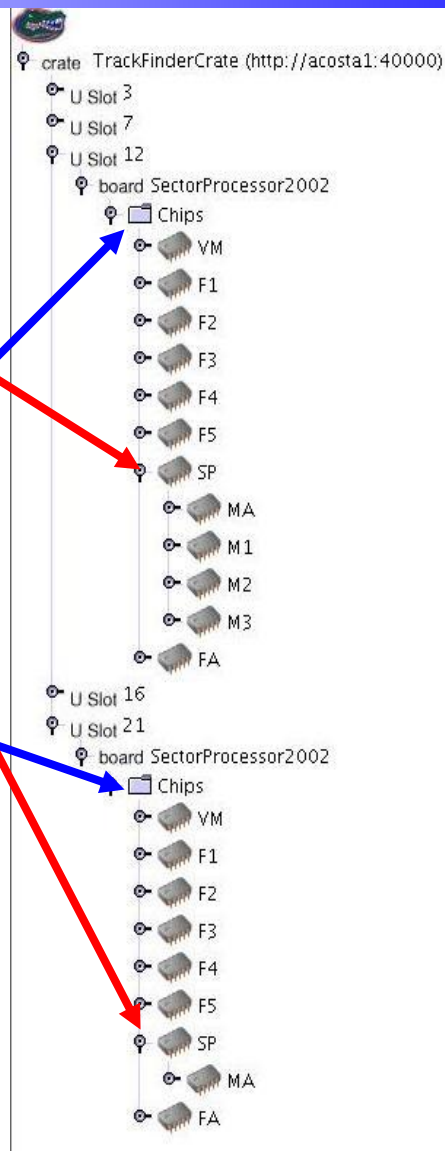 crate TrackFinderCrate (http://acosta1:40000)
U Slot 3
U Slot 7
U Slot 12
board SectorProcessor2002
Chips
VM
F1
F2
F3
F4
F5
SP
MA
M1
M2
M3
FA
U Slot 16
U Slot 21
board SectorProcessor2002
Chips
VM
F1
F2
F3
F4
F5
SP
MA
FA